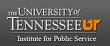 THE UNIVERSITY OF
TENNESSEE UT
Institute for Public Service